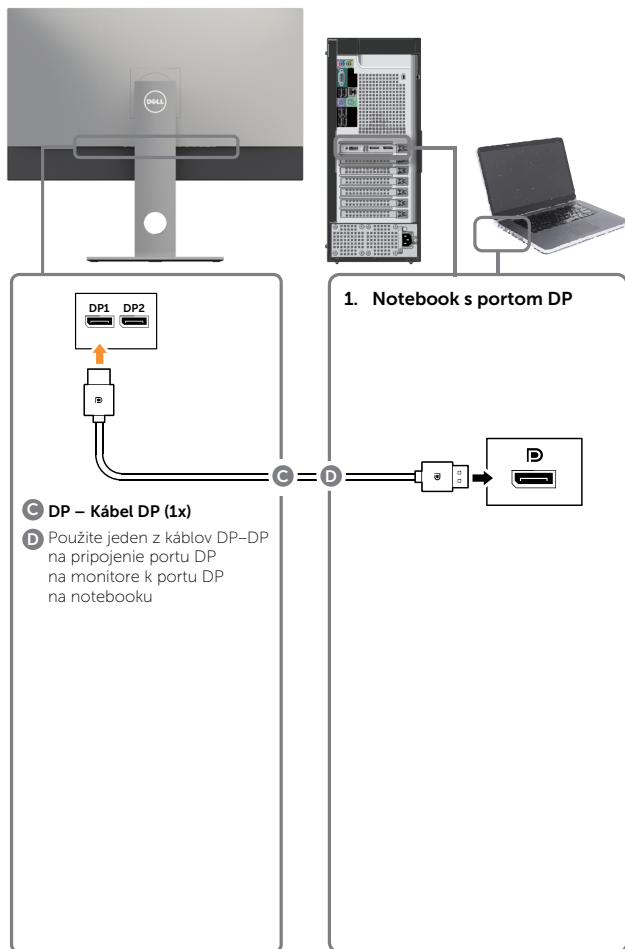 DELL
1. Notebook s portom DP
DP1 DP2
C D
C DP – Kábel DP (1x)
D Použite jeden z káblov DP–DP
na pripojenie portu DP
na monitore k portu DP
na notebooku